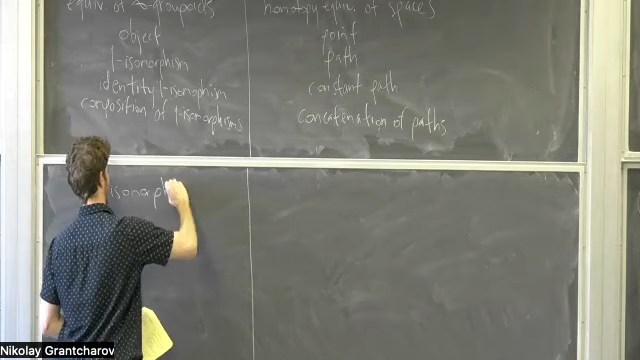 equiv. of ∞-groupoids
homotopy equiv. of spaces
object
point
1-isomorphism
path
identity 1-isomorphism
constant path
composition of 1-isomorphisms
concatenation of paths
isomorph
Nikolay Grantcharov